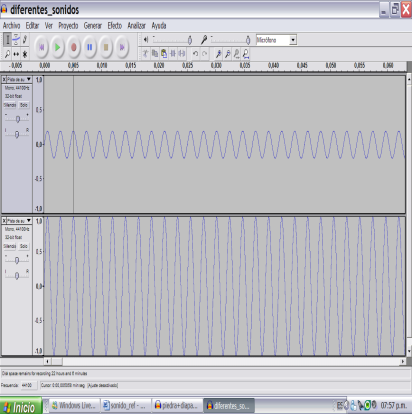 diferentes_sonidos
Archivo Editar Ver Proyecto Generar Efecto Analizar Ayuda
Micrófono
-0,005 0,000 0,005 0,010 0,015 0,020 0,025 0,030 0,035 0,040 0,045 0,050 0,055 0,060
Pista de au
1,0
Mono, 44100Hz
32-bit float
Silencio Solo
0,5
- +
I R
0,0
-0,5
-1,0
Pista de au
1,0
Mono, 44100Hz
32-bit float
Silencio Solo
0,5
- +
I R
0,0
-0,5
-1,0
Disk space remains for recording 22 hours and 8 minutes
Frecuencia: 44100 Cursor: 0:00,005050 min:seg [Ajuste desactivado]
Inicio Windows Live... sonido_ref - ... piedra+diapa... diferentes_so... ES 07:57 p.m.